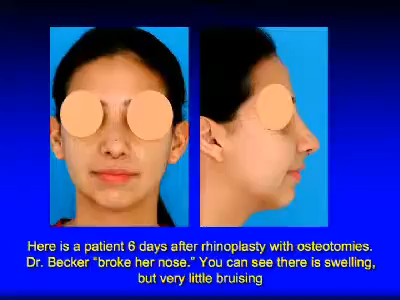 Here is a patient 6 days after rhinoplasty with osteotomies.
Dr. Becker "broke her nose." You can see there is swelling,
but very little bruising